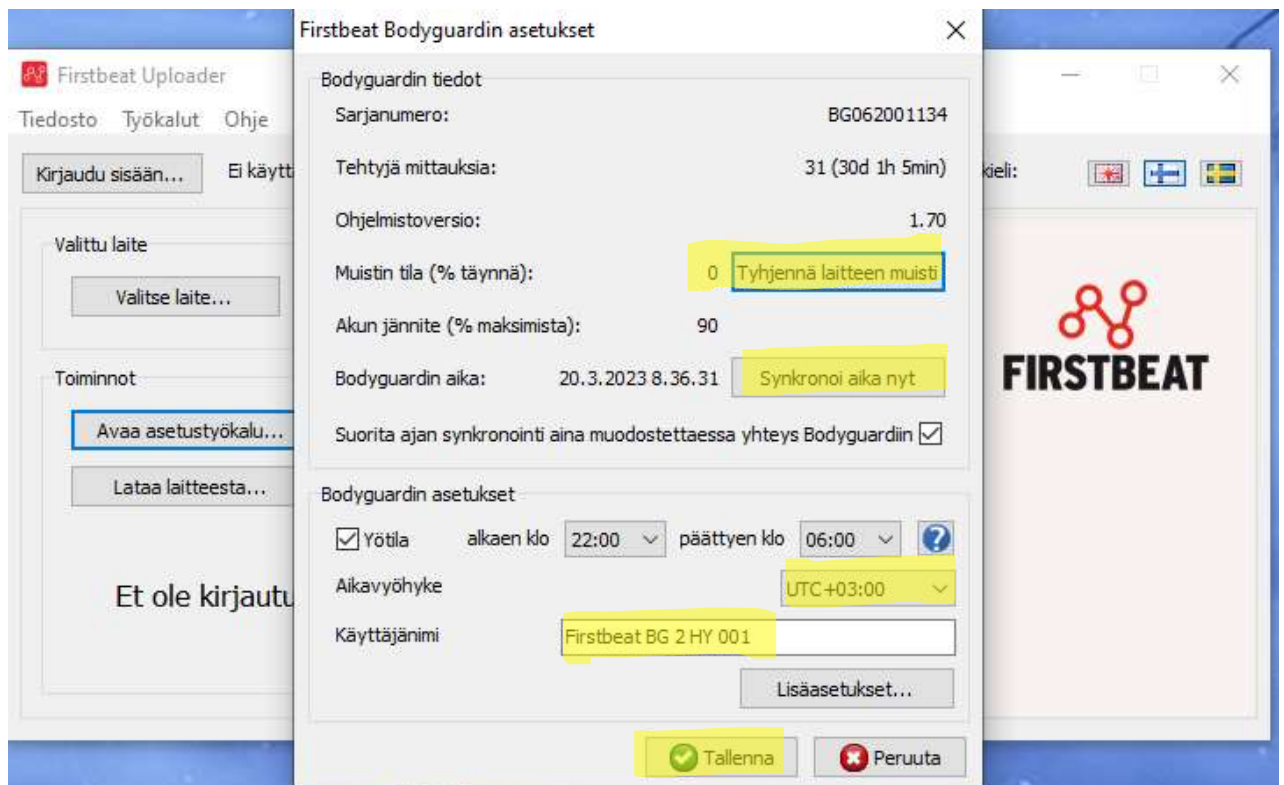 Firstbeat Bodyguardin asetukset
Firstbeat Uploader
Tiedosto Työkalut Ohje
Kirjaudu sisään... Ei käytt
kieli:
Valittu laite
Valitse laite...
Toiminnot
Avaa asetustyökalu...
Lataa laitteesta...
Et ole kirjautu
Bodyguardin tiedot
Sarjanumero: BG062001134
Tehtyjä mittauksia: 31 (30d 1h 5min)
Ohjelmistoversio: 1.70
Muistin tila (% täynnä): 0 Tyhjennä laitteen muisti
Akun jännite (% maksimista): 90
Bodyguardin aika: 20.3.2023 8.36.31 Synkronoi aika nyt
Suorita ajan synkronointi aina muodostettaessa yhteys Bodyguardiin
Bodyguardin asetukset
Yötila alkaen klo 22:00 päättyen klo 06:00
Aikavyöhyke UTC+03:00
Käyttäjänimi Firstbeat BG 2 HY 001
Lisäasetukset...
Tallenna Peruuta
FIRSTBEAT